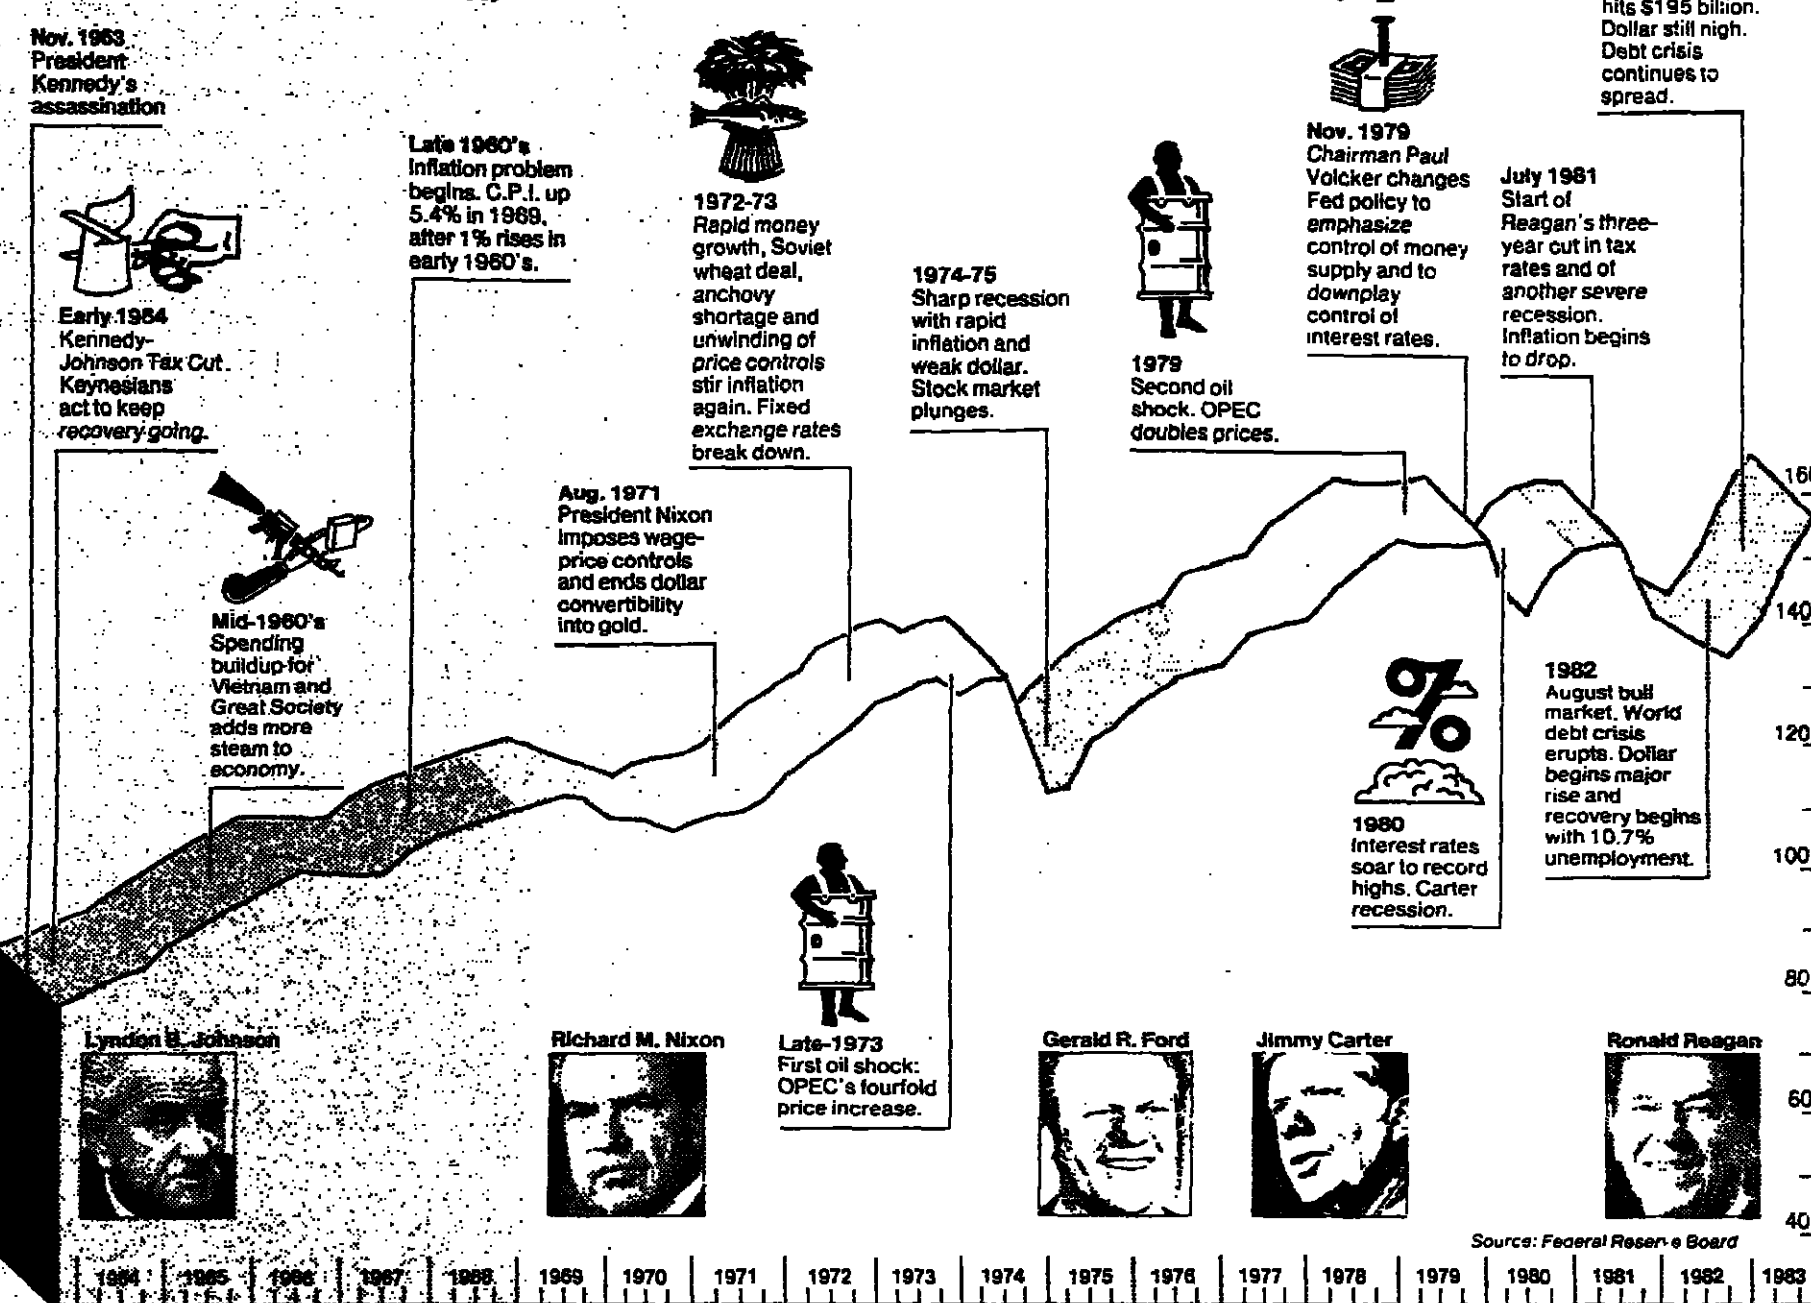 Nov. 1963
President
Kennedy's
assassination
Early 1964
Kennedy-
Johnson Tax Cut.
Keynesians
act to keep
recovery going.
Mid-1960's
Spending
buildup for
Vietnam and
Great Society
adds more
steam to
economy.
Late 1960's
Inflation problem
begins. C.P.I. up
5.4% in 1969,
after 1% rises in
early 1960's.
Aug. 1971
President Nixon
imposes wage-
price controls
and ends dollar
convertibility
into gold.
1972-73
Rapid money
growth, Soviet
wheat deal,
anchovy
shortage and
unwinding of
price controls
stir inflation
again. Fixed
exchange rates
break down.
Late-1973
First oil shock:
OPEC's fourfold
price increase.
1974-75
Sharp recession
with rapid
inflation and
weak dollar.
Stock market
plunges.
1979
Second oil
shock. OPEC
doubles prices.
Nov. 1979
Chairman Paul
Volcker changes
Fed policy to
emphasize
control of money
supply and to
downplay
control of
interest rates.
1980
Interest rates
soar to record
highs. Carter
recession.
July 1981
Start of
Reagan's three-
year cut in tax
rates and of
another severe
recession.
Inflation begins
to drop.
1982
August bull
market. World
debt crisis
erupts. Dollar
begins major
rise and
recovery begins
with 10.7%
unemployment.
hits $195 billion.
Dollar still high.
Debt crisis
continues to
spread.
160
140
120
100
80
60
40
Lyndon B. Johnson
Richard M. Nixon
Gerald R. Ford
Jimmy Carter
Ronald Reagan
Source: Federal Reserve Board
1964 1965 1966 1967 1968 1969 1970 1971 1972 1973 1974 1975 1976 1977 1978 1979 1980 1981 1982 1983